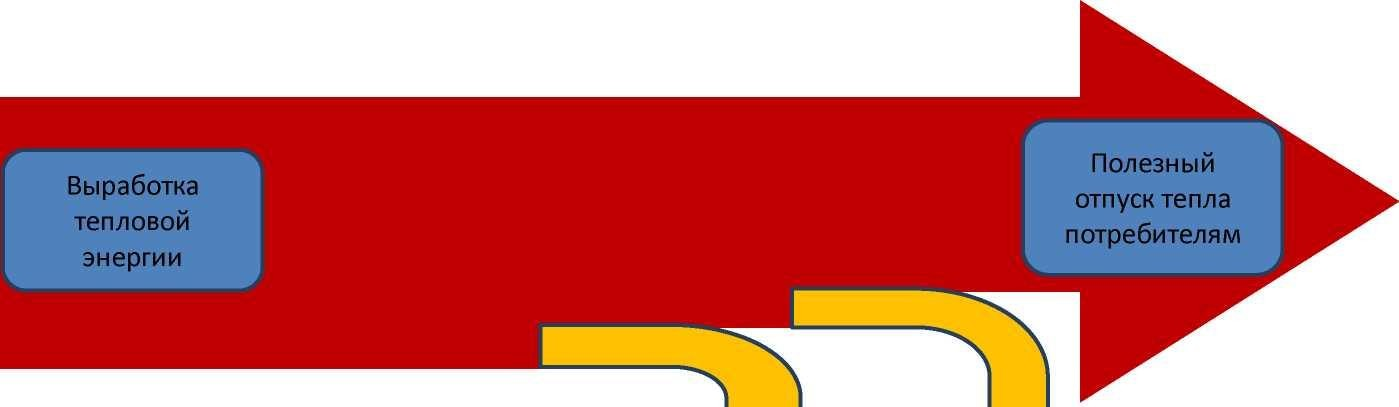 Выработка
тепловой
энергии
Полезный
отпуск тепла
потребителям